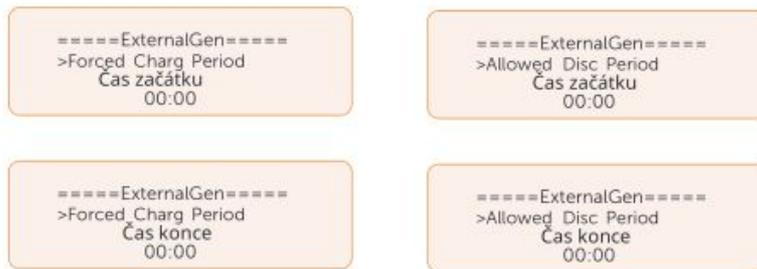 =====ExternalGen=====
>Forced Charg Period
Čas začátku
00:00
=====ExternalGen=====
>Allowed Disc Period
Čas začátku
00:00
=====ExternalGen=====
>Forced Charg Period
Čas konce
00:00
=====ExternalGen=====
>Allowed Disc Period
Čas konce
00:00